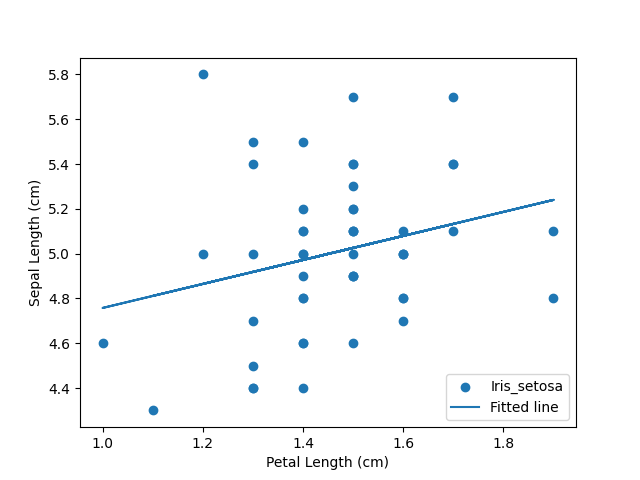 5.8
5.6
5.4
5.2
5.0
4.8
4.6
4.4
Sepal Length (cm)
Iris_setosa
Fitted line
1.0 1.2 1.4 1.6 1.8
Petal Length (cm)